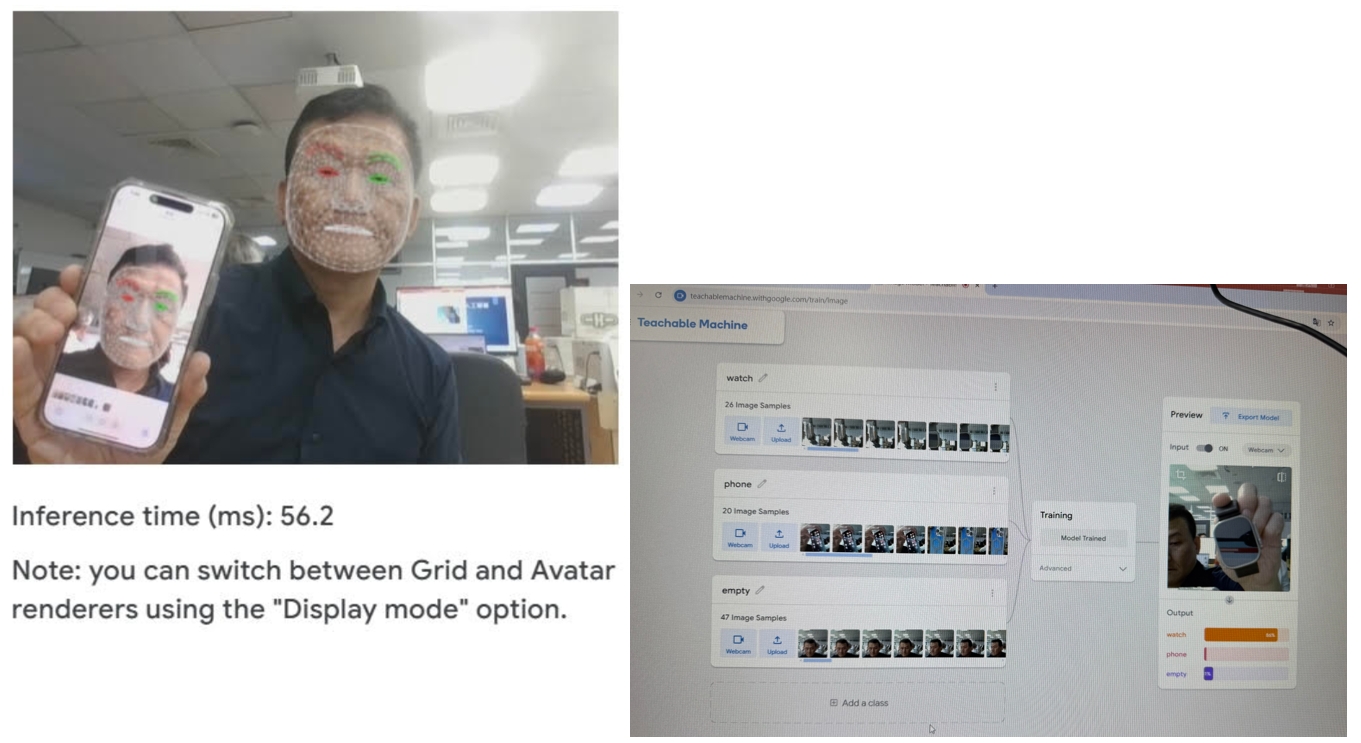 Inference time (ms): 56.2
Note: you can switch between Grid and Avatar
renderers using the "Display mode" option.
teachablemachine.withgoogle.com/train/image
Teachable Machine
watch
26 Image Samples
Webcam
Upload
phone
20 Image Samples
Webcam
Upload
empty
47 Image Samples
Webcam
Upload
Add a class
Training
Model Trained
Advanced
Preview
Export Model
Input
ON
Webcam
Output
watch
phone
empty